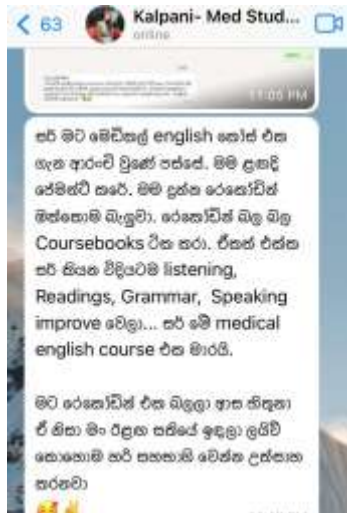 63
Kalpani- Med Stud...
online
11:05 PM
සර් මට මෙඩිකල් english කෝස් එක
ගැන ආරංචි වුණේ පස්සේ. මම ළඟදි
පේමන්ට් කරේ. මම දුන්න රෙකෝඩින්
ඔක්කොම බැලුවා. රෙකෝඩින් බල බල
Coursebooks ටික කරා. ඒකත් එක්ක
සර් කියන විදියටම listening,
Readings, Grammar, Speaking
improve වෙලා... සර් මේ medical
english course එක මාරයි.
මට රෙකෝඩින් එක බලලා ආස හිතුනා
ඒ නිසා මං ඊළඟ සතියේ ඉඳලා ලයිව්
කොහොම හරි සහභාගි වෙන්න උත්සාහ
කරනවා